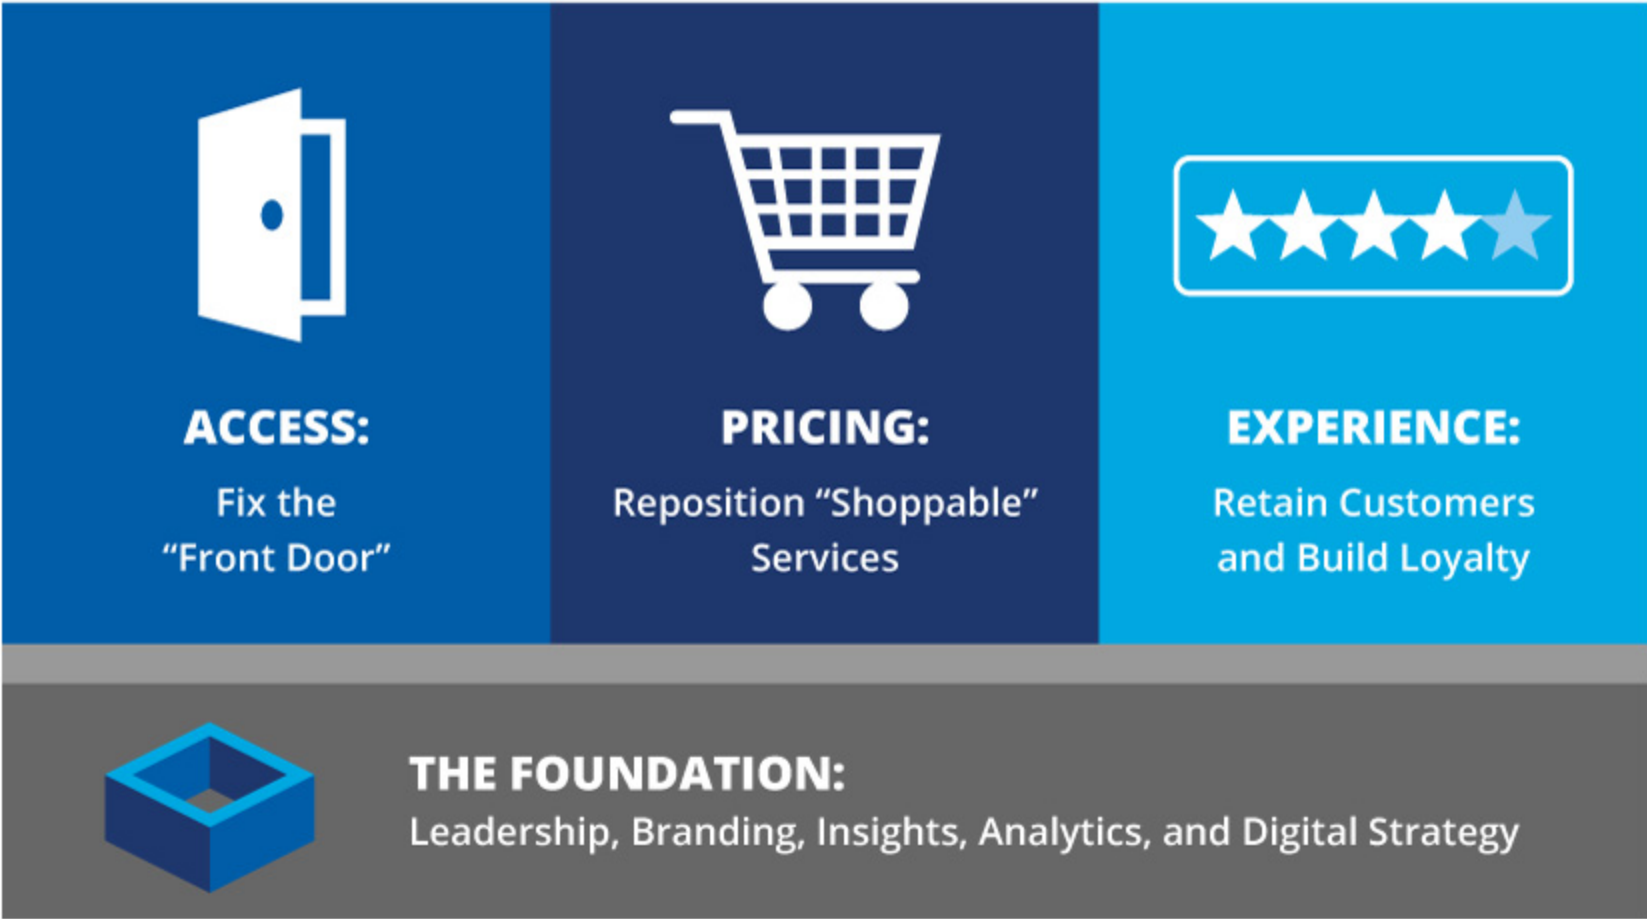 ACCESS:
Fix the
“Front Door”
PRICING:
Reposition “Shoppable”
Services
EXPERIENCE:
Retain Customers
and Build Loyalty
THE FOUNDATION:
Leadership, Branding, Insights, Analytics, and Digital Strategy